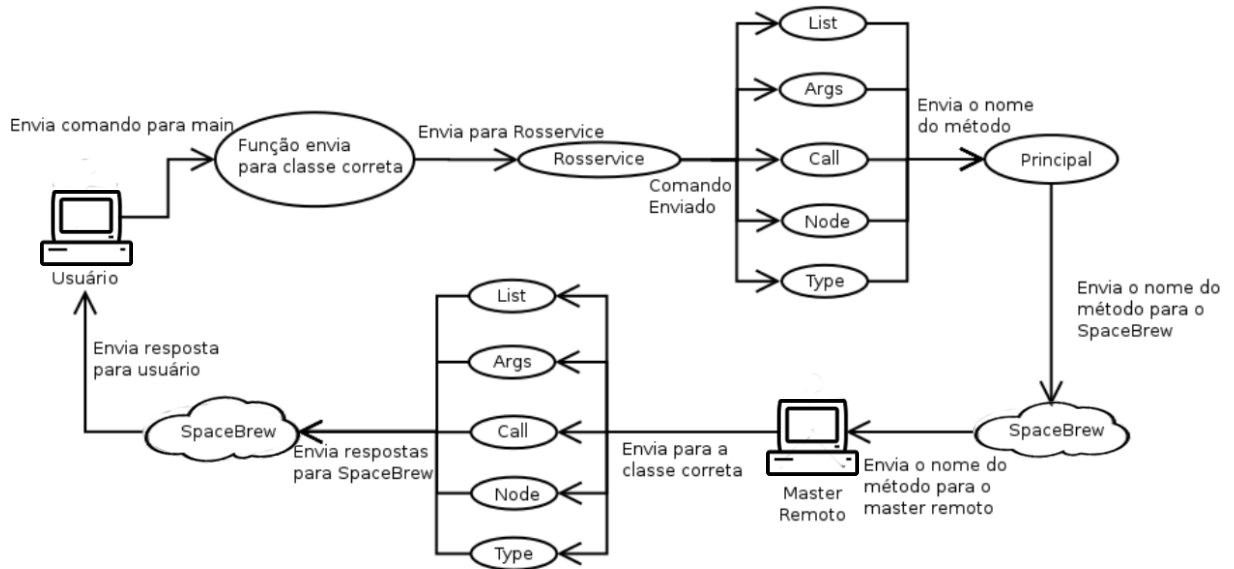 List
Args
Call
Node
Type
Envia comando para main
Função envia
para classe correta
Envia para Rosservice
Rosservice
Comando
Enviado
Envia o nome
do método
Principal
Usuário
Envia o nome do
método para o
SpaceBrew
SpaceBrew
Envia o nome do
método para o
master remoto
Master
Remoto
Envia para a
classe correta
List
Args
Call
Node
Type
Envia respostas
para SpaceBrew
SpaceBrew
Envia resposta
para usuário